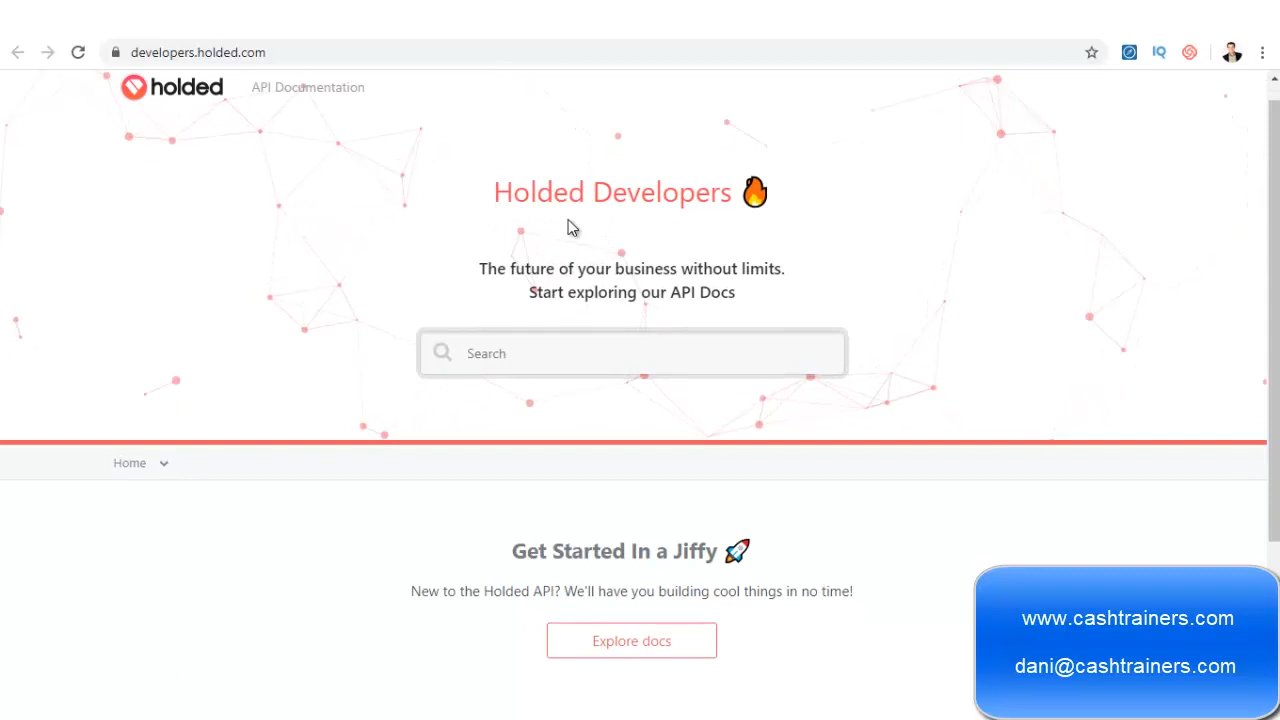 developers.holded.com
IQ
holded
API Documentation
Holded Developers
The future of your business without limits.
Start exploring our API Docs
Search
Home
Get Started In a Jiffy
New to the Holded API? We'll have you building cool things in no time!
Explore docs
www.cashtrainers.com
dani@cashtrainers.com